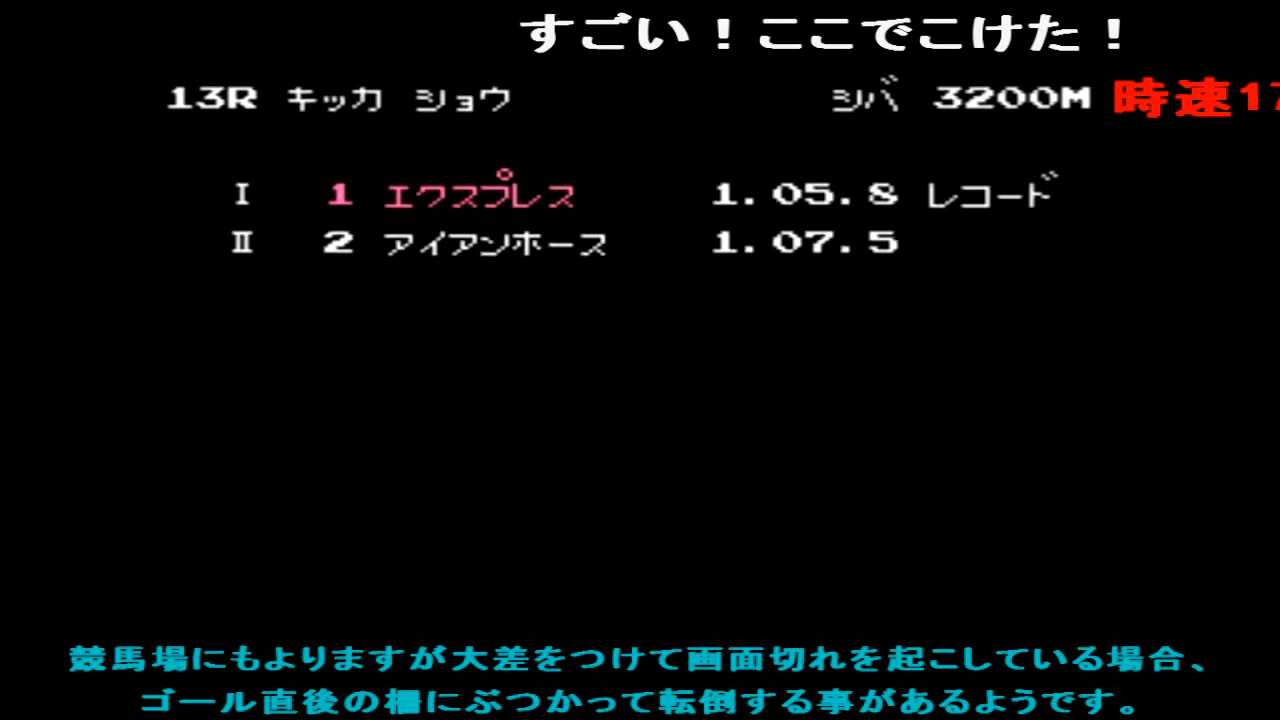 すごい！ここでこけた！
13R キッカ ショウ シバ 3200M 時速17
I 1 エクスプレス 1.05.8 レコード
II 2 アイアンホース 1.07.5
競馬場にもよりますが大差をつけて画面切れを起こしている場合、
ゴール直後の柵にぶつかって転倒する事があるようです。